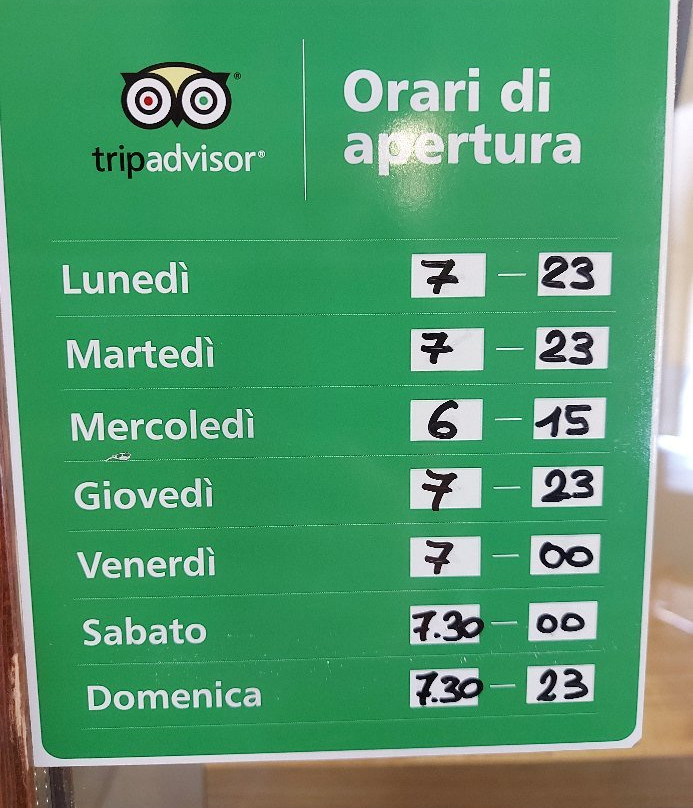 tripadvisor®
Orari di
apertura
Lunedì 7 — 23
Martedì 7 — 23
Mercoledì 6 — 15
Giovedì 7 — 23
Venerdì 7 — 00
Sabato 7.30 — 00
Domenica 7.30 — 23